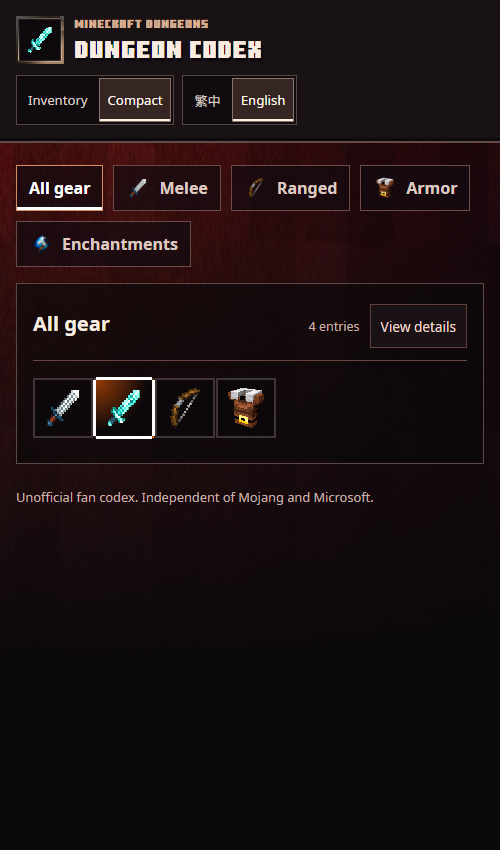 MINECRAFT DUNGEONS
DUNGEON CODEX
Inventory Compact 繁中 English
All gear Melee Ranged Armor
Enchantments
All gear 4 entries View details
Unofficial fan codex. Independent of Mojang and Microsoft.